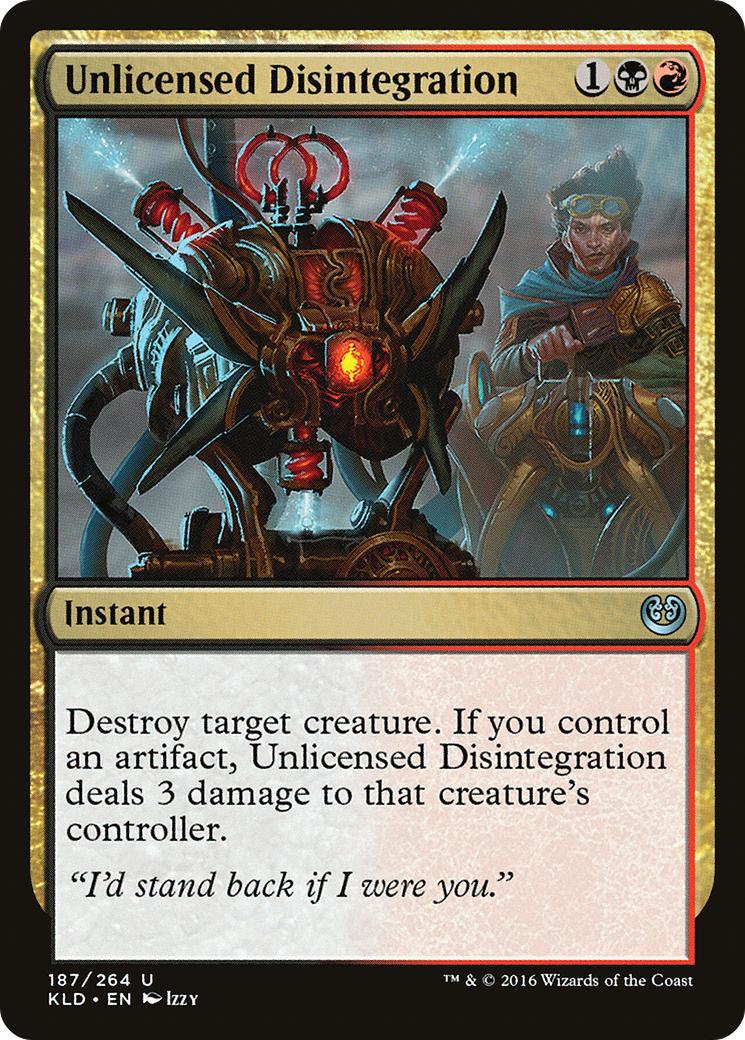 Unlicensed Disintegration 1
Instant
Destroy target creature. If you control
an artifact, Unlicensed Disintegration
deals 3 damage to that creature's
controller.
“I'd stand back if I were you.”
187/264 U
KLD • EN Izzy
™ & © 2016 Wizards of the Coast